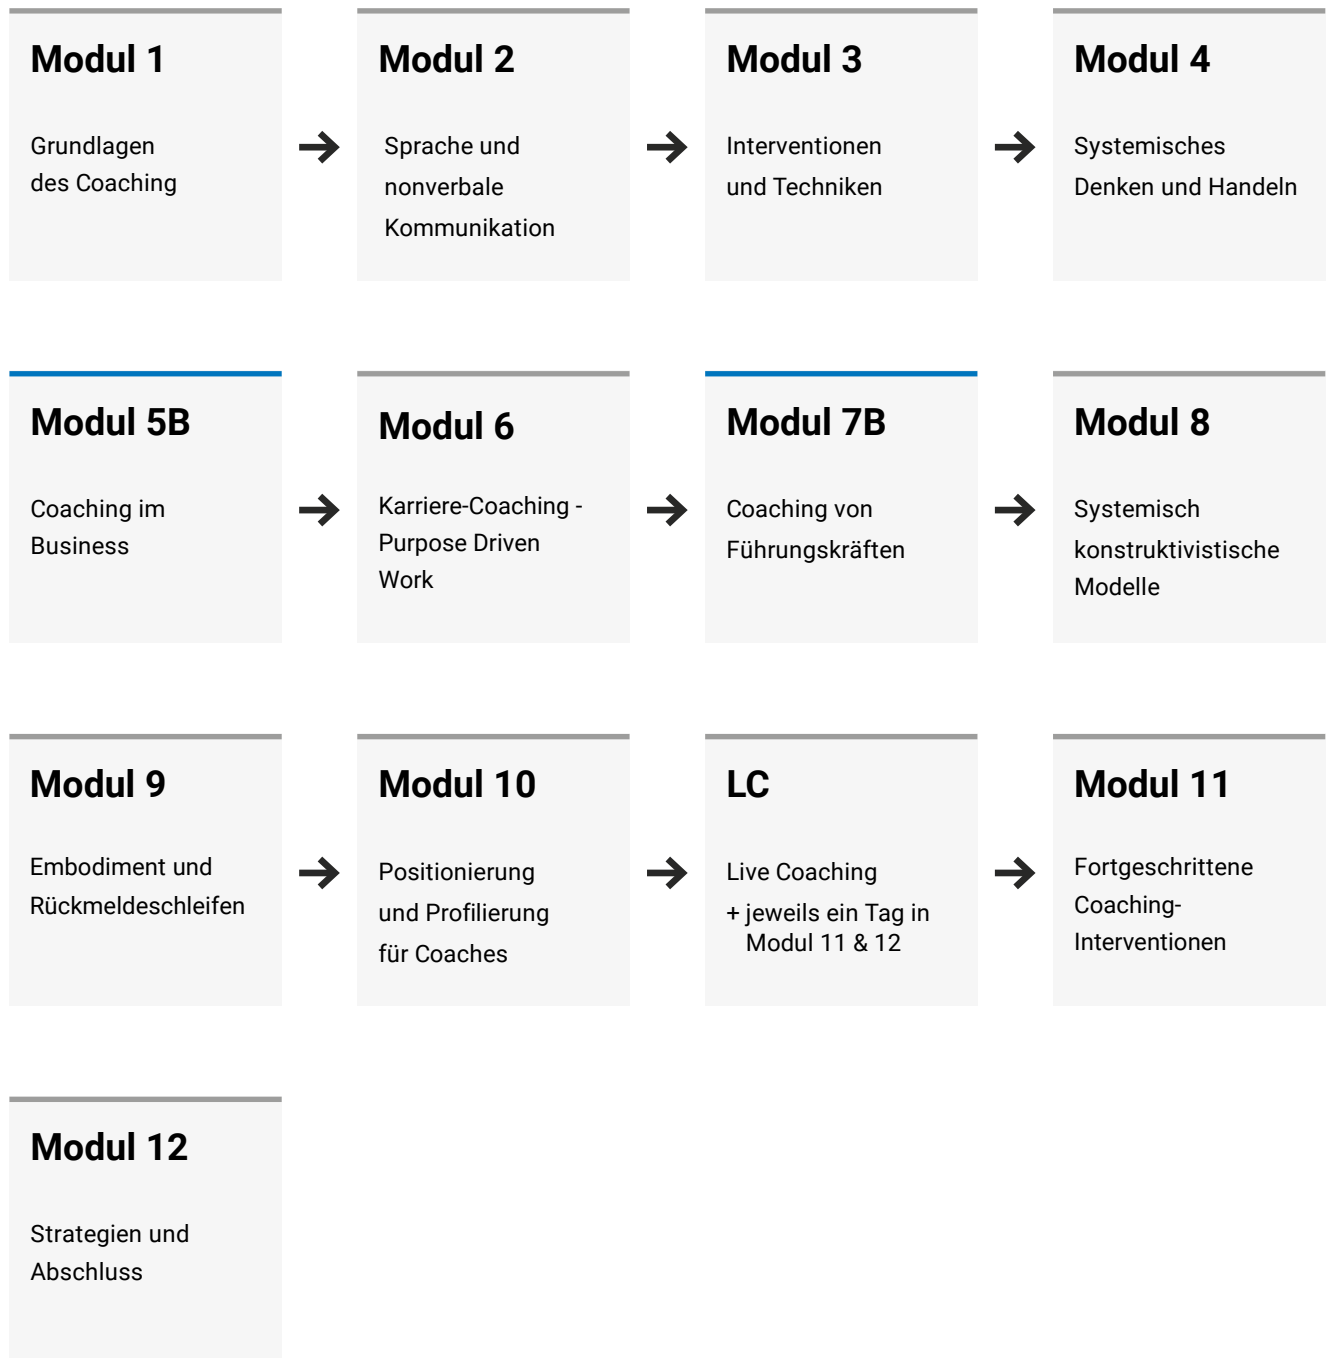 Modul 1
Grundlagen
des Coaching
Modul 2
Sprache und
nonverbale
Kommunikation
Modul 3
Interventionen
und Techniken
Modul 4
Systemisches
Denken und Handeln
Modul 5B
Coaching im
Business
Modul 6
Karriere-Coaching -
Purpose Driven
Work
Modul 7B
Coaching von
Führungskräften
Modul 8
Systemisch
konstruktivistische
Modelle
Modul 9
Embodiment und
Rückmeldeschleifen
Modul 10
Positionierung
und Profilierung
für Coaches
LC
Live Coaching
+ jeweils ein Tag in
Modul 11 & 12
Modul 11
Fortgeschrittene
Coaching-
Interventionen
Modul 12
Strategien und
Abschluss